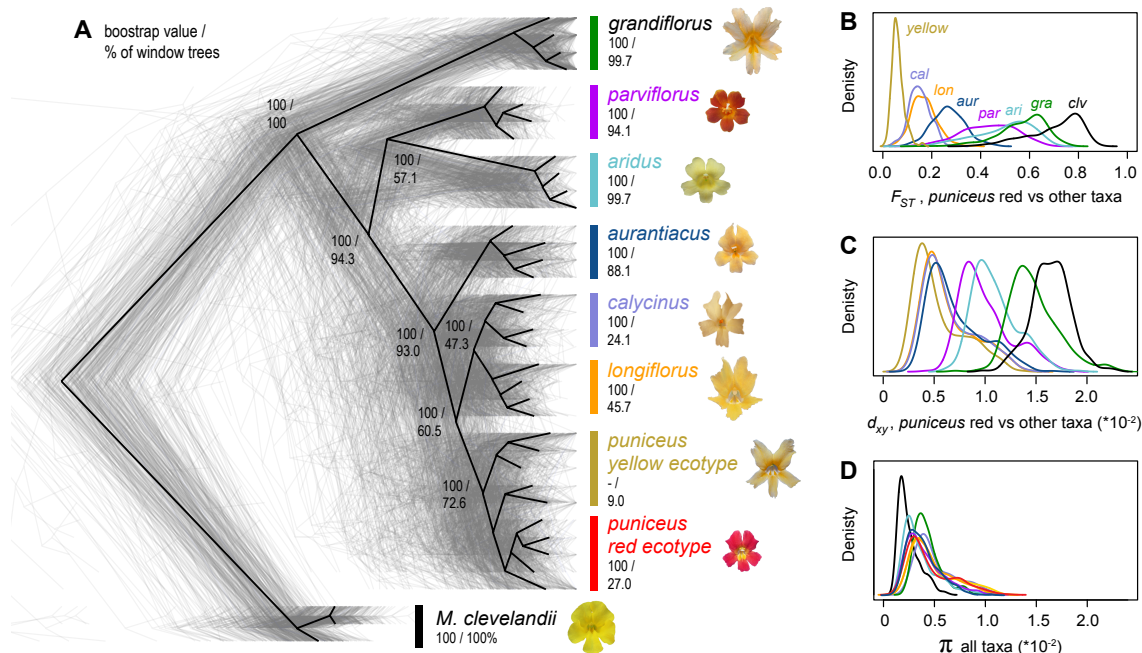 A
boostrap value /
% of window trees
100 /
100
100 /
57.1
100 /
94.3
100 /
93.0
100 /
47.3
100 /
60.5
100 /
72.6
grandiflorus
100 /
99.7
parviflorus
100 /
94.1
aridus
100 /
99.7
aurantiacus
100 /
88.1
calycinus
100 /
24.1
longiflorus
100 /
45.7
puniceus
yellow ecotype
- /
9.0
puniceus
red ecotype
100 /
27.0
M. clevelandii
100 / 100%
B
Denisty
yellow
cal
lon
aur
par
ari
gra
clv
0.0 0.2 0.4 0.6 0.8 1.0
FST , puniceus red vs other taxa
C
Denisty
0.0 0.5 1.0 1.5 2.0
dxy, puniceus red vs other taxa (*10-2)
D
Denisty
0.0 0.5 1.0 1.5 2.0
π all taxa (*10-2)